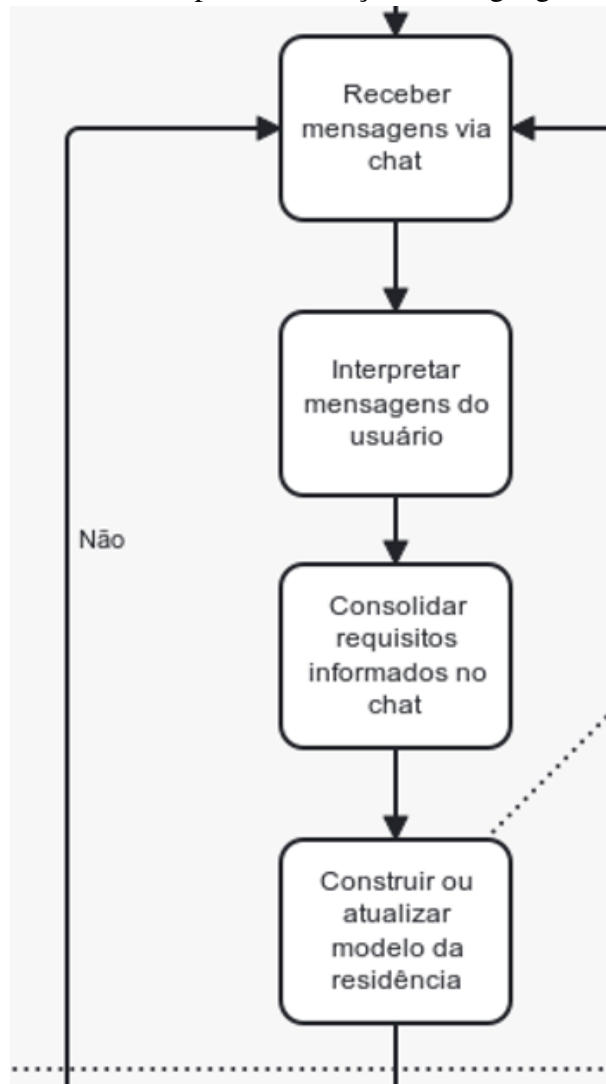 Receber
mensagens via
chat
Interpretar
mensagens do
usuário
Não
Consolidar
requisitos
informados no
chat
Construir ou
atualizar
modelo da
residência